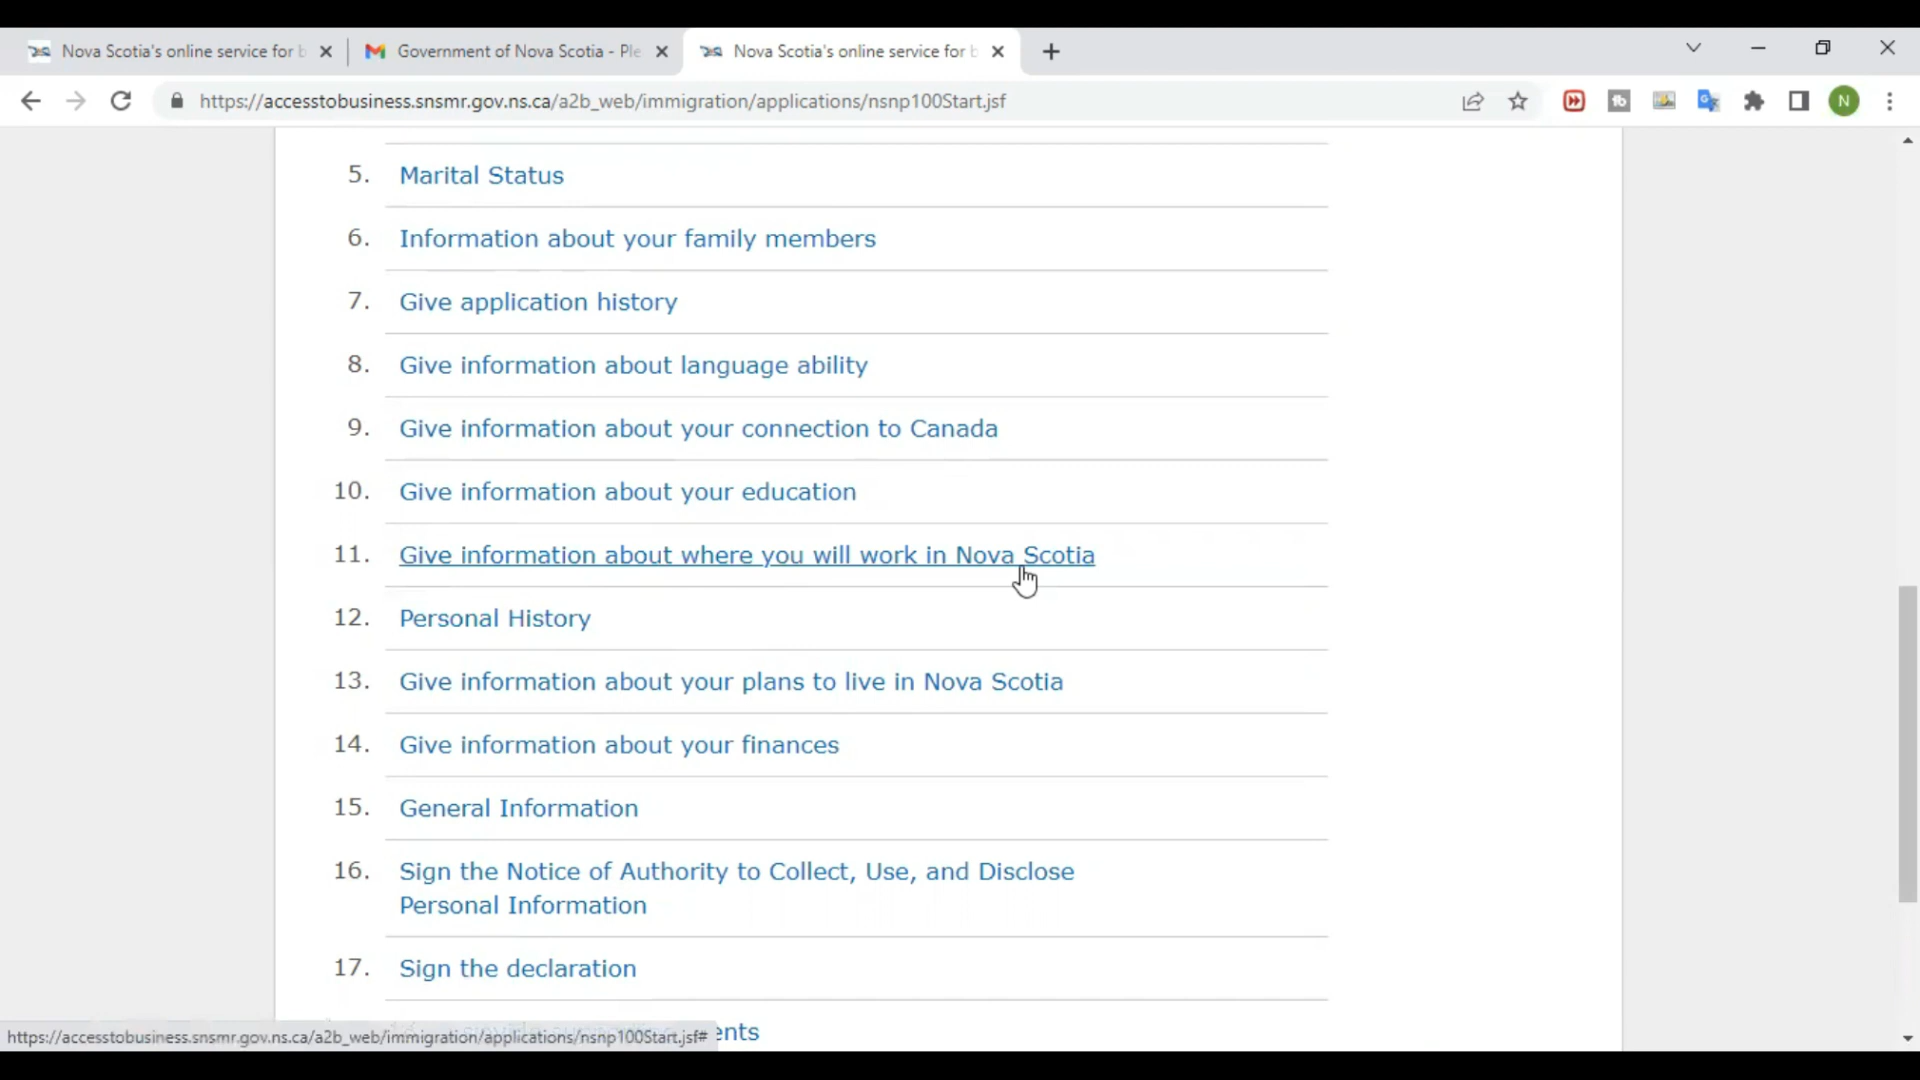 Nova Scotia's online service for b
Government of Nova Scotia - Ple
Nova Scotia's online service for b
https://accesstobusiness.snsmr.gov.ns.ca/a2b_web/immigration/applications/nsnp100Start.jsf
N
5. Marital Status
6. Information about your family members
7. Give application history
8. Give information about language ability
9. Give information about your connection to Canada
10. Give information about your education
11. Give information about where you will work in Nova Scotia
12. Personal History
13. Give information about your plans to live in Nova Scotia
14. Give information about your finances
15. General Information
16. Sign the Notice of Authority to Collect, Use, and Disclose
Personal Information
17. Sign the declaration
ents
https://accesstobusiness.snsmr.gov.ns.ca/a2b_web/immigration/applications/nsnp100Start.jsf#